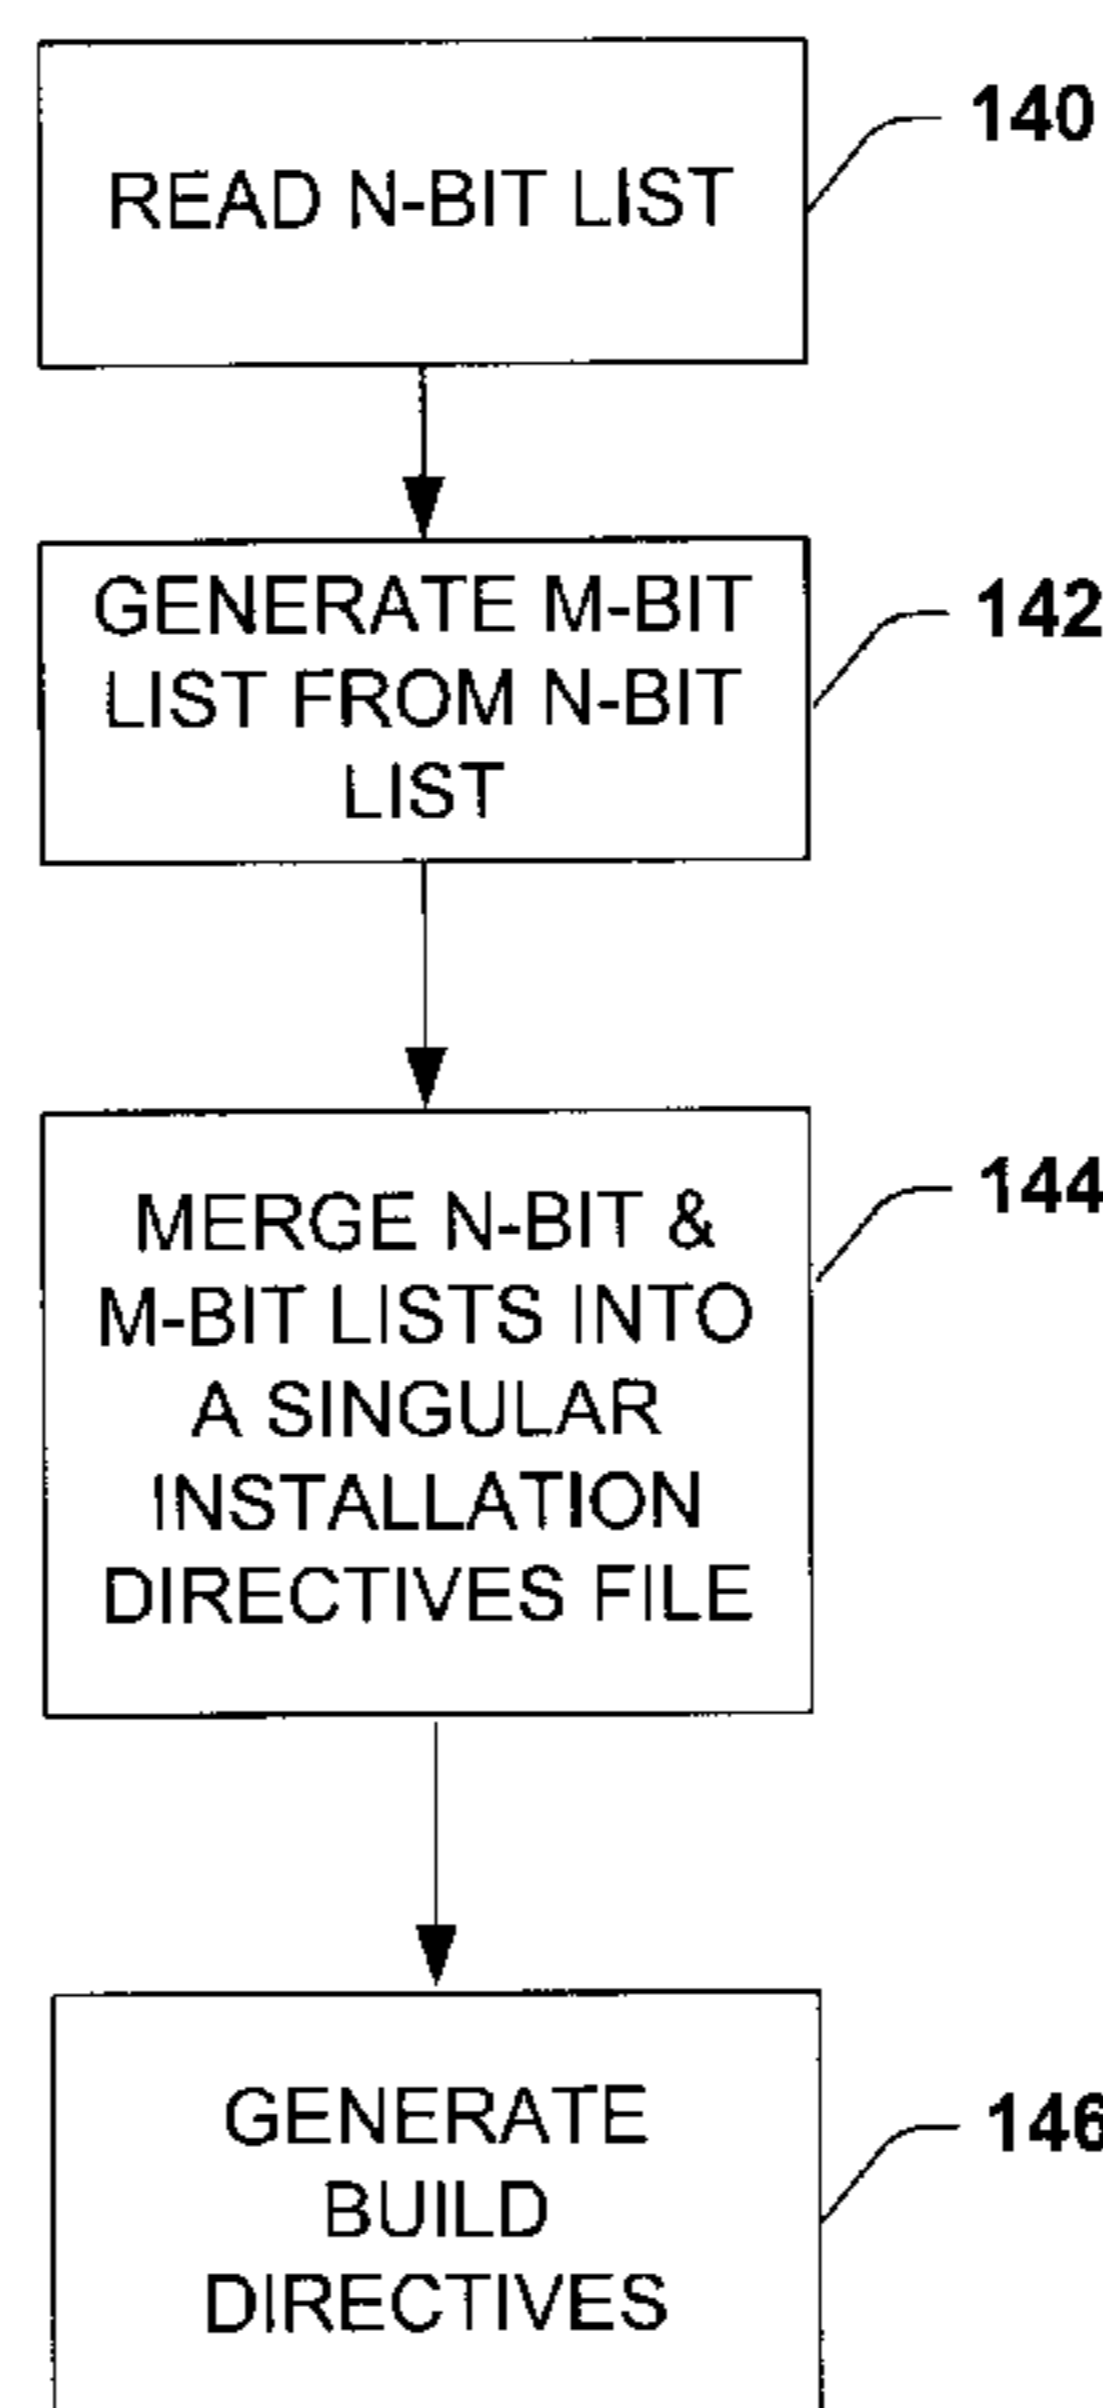 READ N-BIT LIST
140
GENERATE M-BIT
LIST FROM N-BIT
LIST
142
MERGE N-BIT &
M-BIT LISTS INTO
A SINGULAR
INSTALLATION
DIRECTIVES FILE
144
GENERATE
BUILD
DIRECTIVES
146